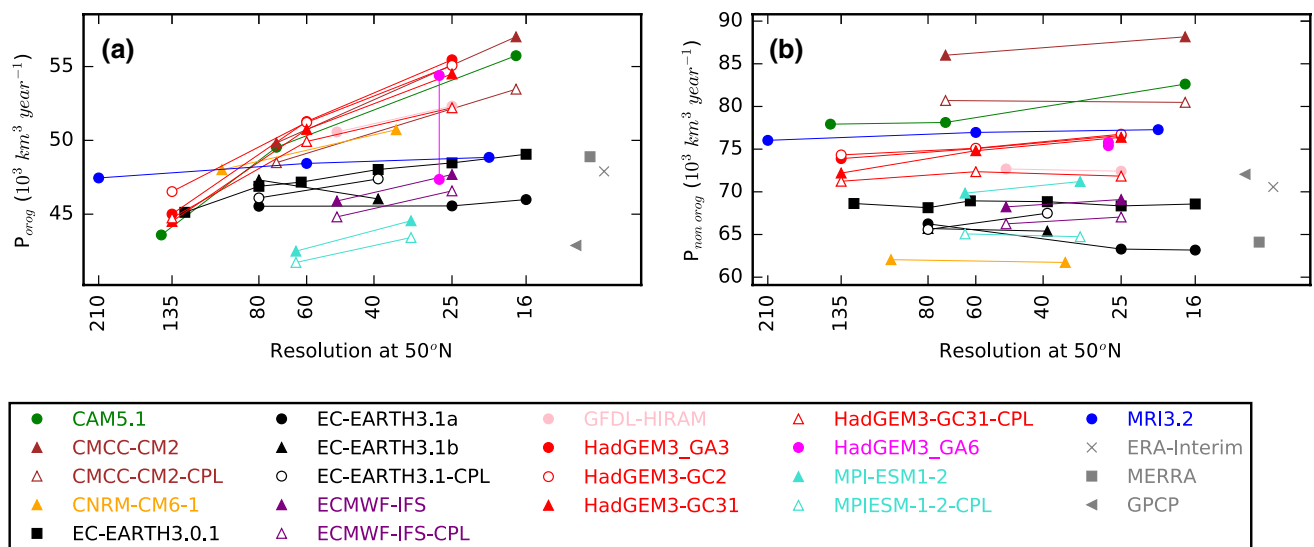 (a)
P_orog (10^3 km^3 year^-1)
55
50
45
210
135
80
60
40
25
16
Resolution at 50°N
(b)
P_non orog (10^3 km^3 year^-1)
90
85
80
75
70
65
60
210
135
80
60
40
25
16
Resolution at 50°N
CAM5.1
CMCC-CM2
CMCC-CM2-CPL
CNRM-CM6-1
EC-EARTH3.0.1
EC-EARTH3.1a
EC-EARTH3.1b
EC-EARTH3.1-CPL
ECMWF-IFS
ECMWF-IFS-CPL
GFDL-HIRAM
HadGEM3_GA3
HadGEM3-GC2
HadGEM3-GC31
HadGEM3-GC31-CPL
HadGEM3_GA6
MPI-ESM1-2
MPIESM-1-2-CPL
MRI3.2
ERA-Interim
MERRA
GPCP